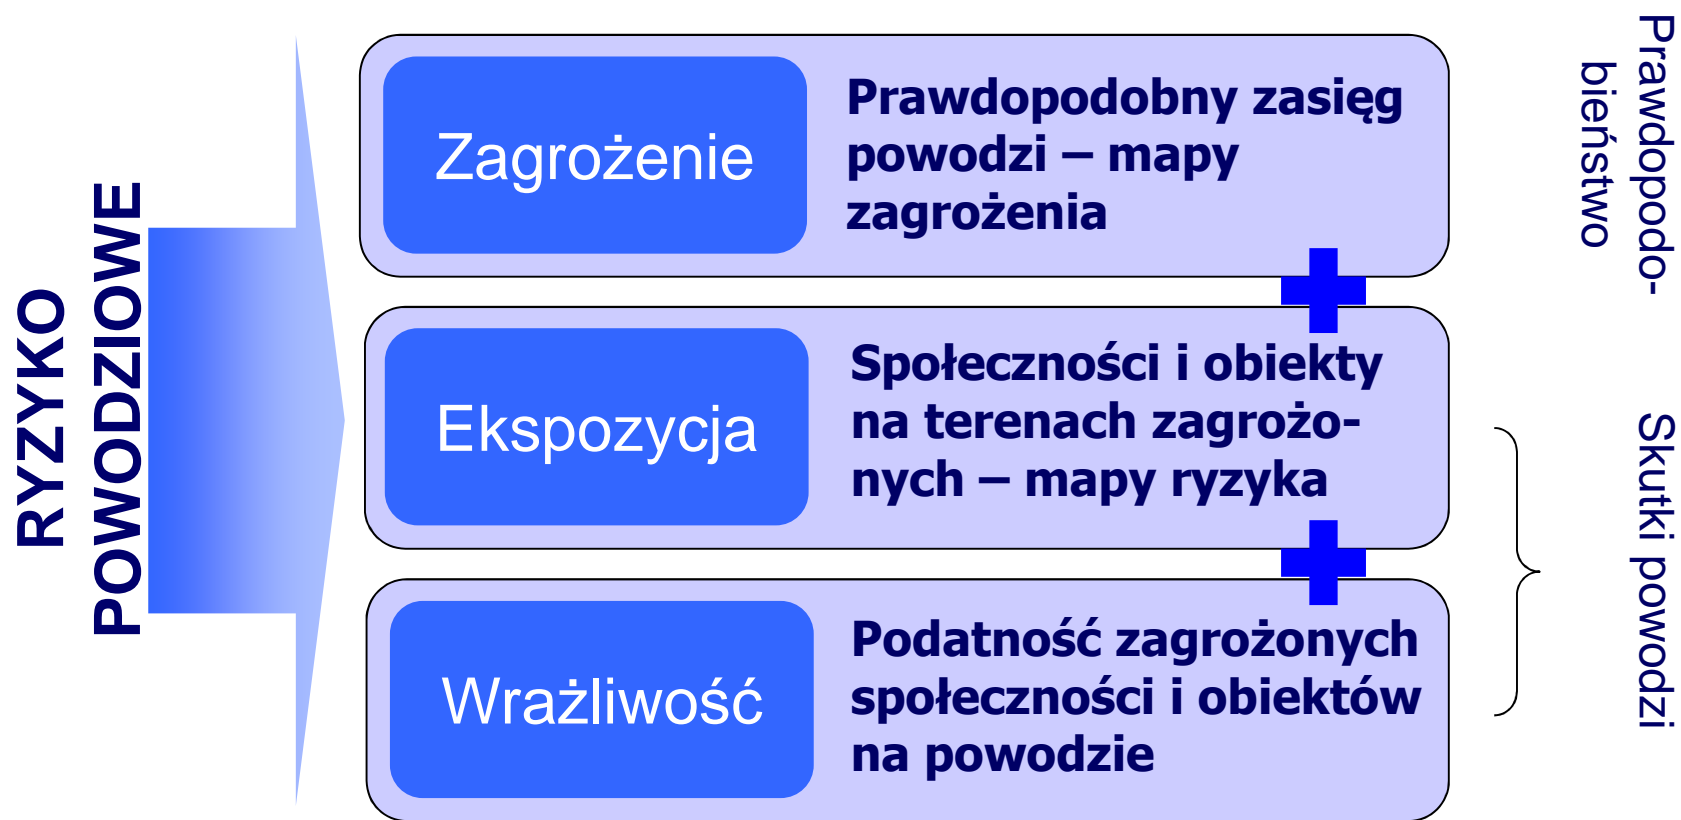 RYZYKO
POWODZIOWE
Zagrożenie
Prawdopodobny zasięg
powodzi – mapy
zagrożenia
Ekspozycja
Społeczności i obiekty
na terenach zagrożo-
nych – mapy ryzyka
Wrażliwość
Podatność zagrożonych
społeczności i obiektów
na powodzie
Prawdopodo-
bieństwo
Skutki powodzi